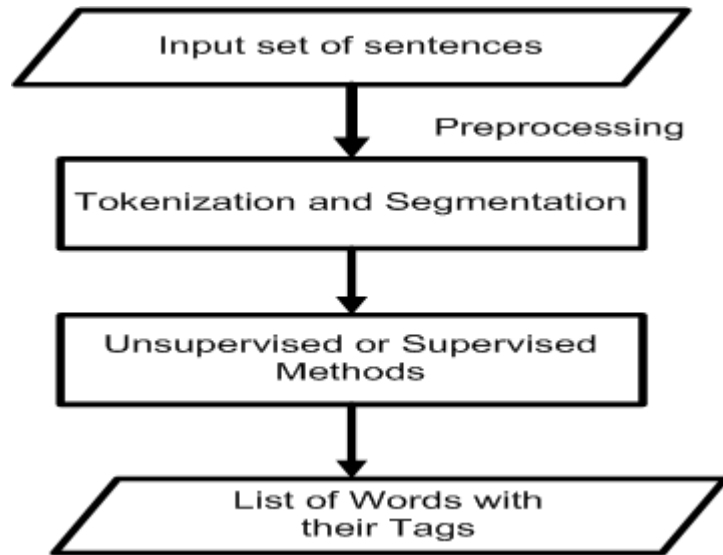 Input set of sentences
Preprocessing
Tokenization and Segmentation
Unsupervised or Supervised
Methods
List of Words with
their Tags